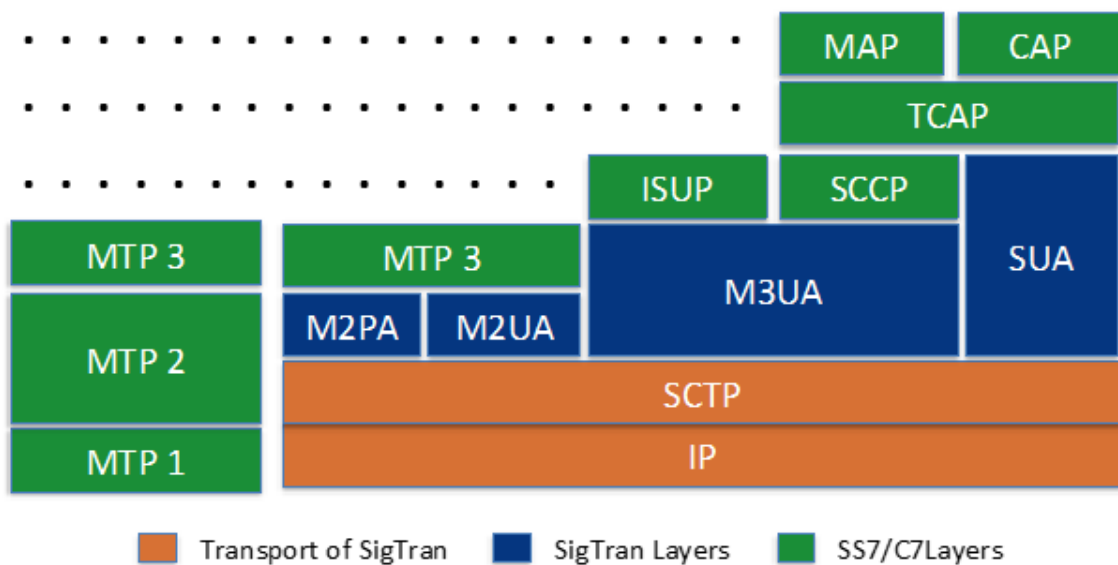 MAP CAP
TCAP
ISUP SCCP SUA
MTP 3 MTP 3 M3UA
MTP 2 M2PA M2UA
SCTP
MTP 1 IP
Transport of SigTran SigTran Layers SS7/C7Layers